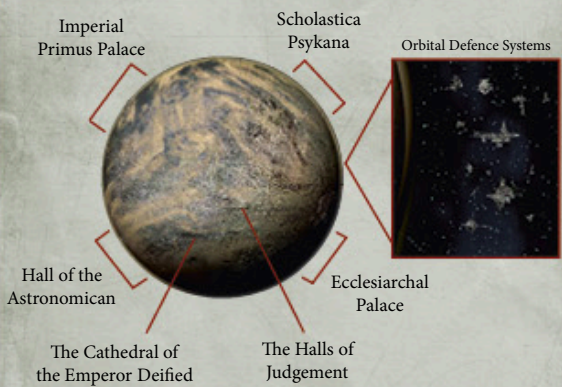 Imperial
Primus Palace
Scholastica
Psykana
Orbital Defence Systems
Hall of the
Astronomican
Ecclesiarchal
Palace
The Cathedral of
the Emperor Deified
The Halls of
Judgement